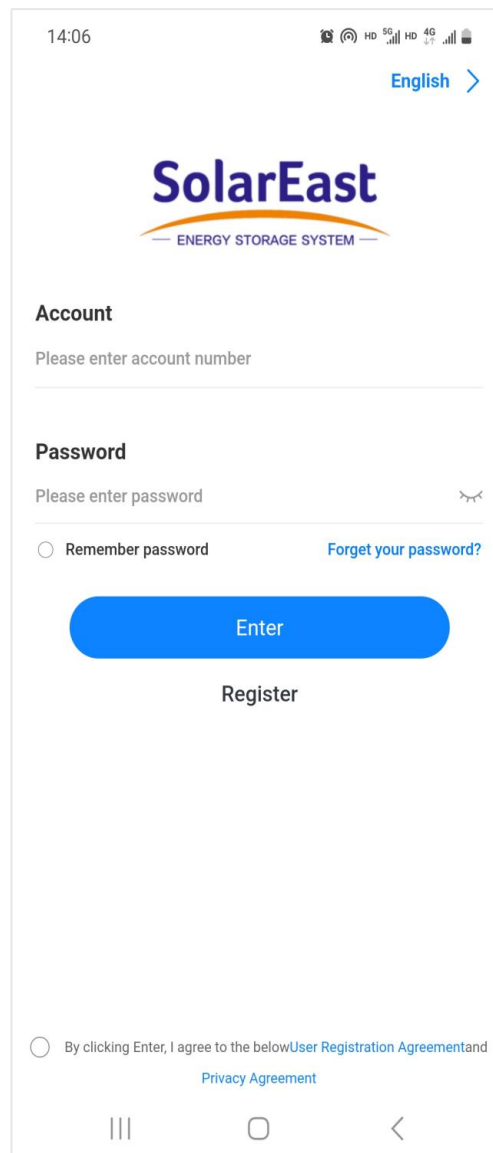 14:06 HD 5G HD 4G
English
SolarEast
ENERGY STORAGE SYSTEM
Account
Please enter account number
Password
Please enter password
Remember password Forget your password?
Enter
Register
By clicking Enter, I agree to the belowUser Registration Agreementand
Privacy Agreement